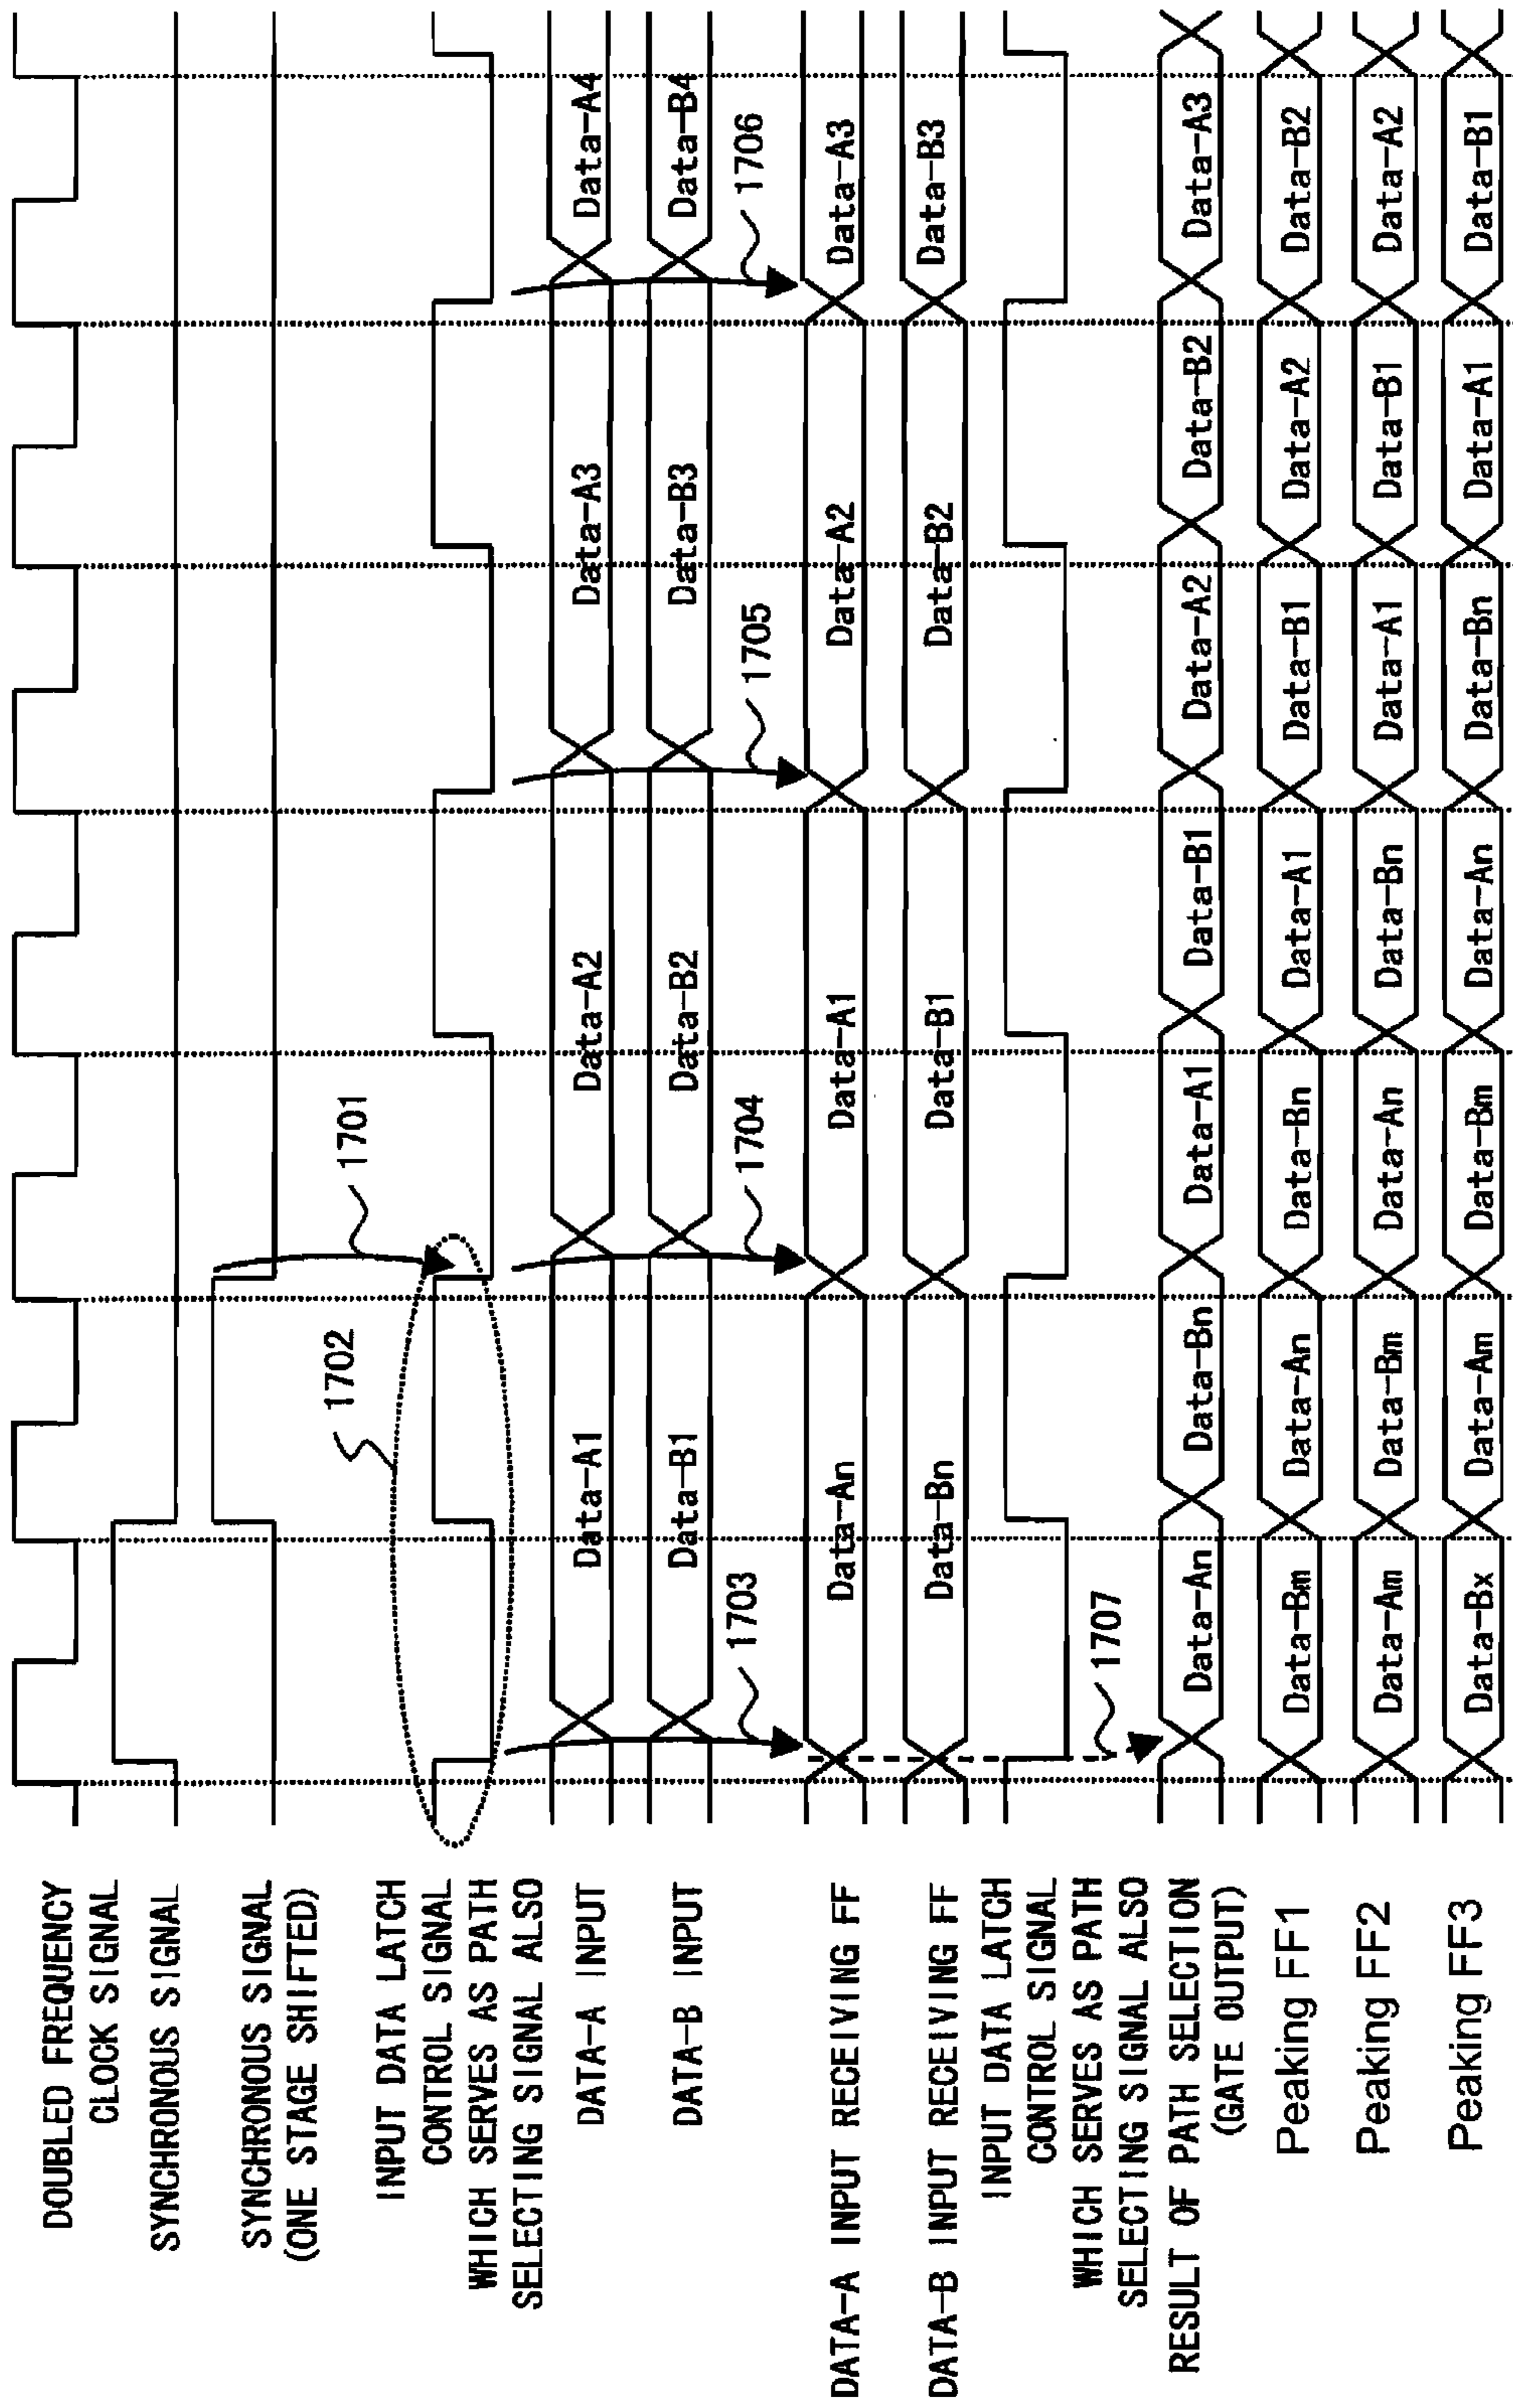 DOUBLED FREQUENCY
CLOCK SIGNAL
SYNCHRONOUS SIGNAL
SYNCHRONOUS SIGNAL
(ONE STAGE SHIFTED)
1702
1701
INPUT DATA LATCH
CONTROL SIGNAL
WHICH SERVES AS PATH
SELECTING SIGNAL ALSO
DATA-A INPUT
Data-A1
Data-A2
Data-A3
Data-A4
DATA-B INPUT
Data-B1
Data-B2
Data-B3
Data-B4
1703
1704
1705
1706
DATA-A INPUT RECEIVING FF
Data-An
Data-A1
Data-A2
Data-A3
DATA-B INPUT RECEIVING FF
Data-Bn
Data-B1
Data-B2
Data-B3
INPUT DATA LATCH
CONTROL SIGNAL
WHICH SERVES AS PATH
SELECTING SIGNAL ALSO
1707
RESULT OF PATH SELECTION
(GATE OUTPUT)
Data-An
Data-Bn
Data-A1
Data-B1
Data-A2
Data-B2
Data-A3
Peaking FF1
Data-Bm
Data-An
Data-Bn
Data-A1
Data-B1
Data-A2
Data-B2
Peaking FF2
Data-Am
Data-Bm
Data-An
Data-Bn
Data-A1
Data-B1
Data-A2
Peaking FF3
Data-Bx
Data-Am
Data-Bm
Data-An
Data-Bn
Data-A1
Data-B1